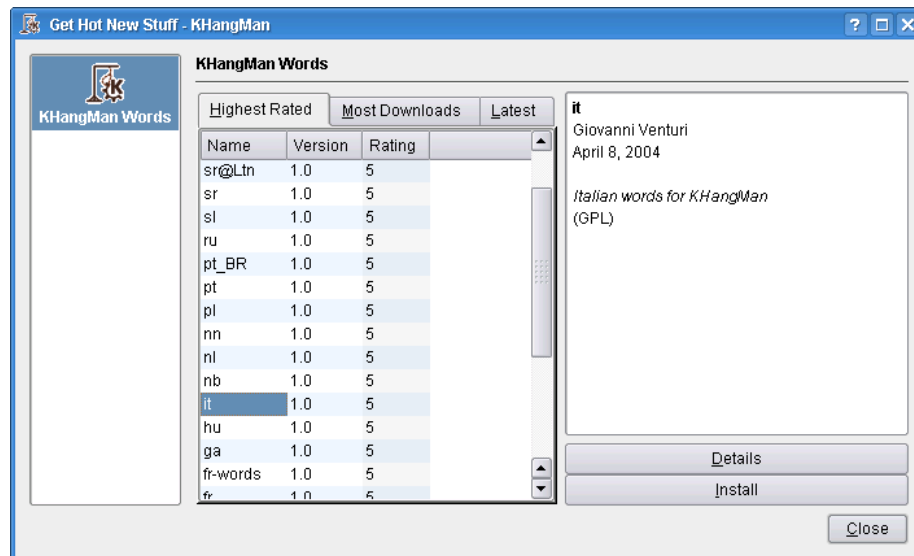 Get Hot New Stuff - KHangMan
KHangMan Words
KHangMan Words
Highest Rated Most Downloads Latest
Name Version Rating
sr@Ltn 1.0 5
sr 1.0 5
sl 1.0 5
ru 1.0 5
pt_BR 1.0 5
pt 1.0 5
pl 1.0 5
nn 1.0 5
nl 1.0 5
nb 1.0 5
it 1.0 5
hu 1.0 5
ga 1.0 5
fr-words 1.0 5
fr 1.0 5
it
Giovanni Venturi
April 8, 2004
Italian words for KHangMan
(GPL)
Details
Install
Close